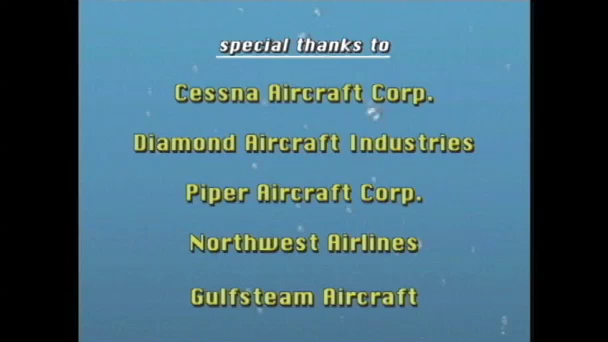 special thanks to
Cessna Aircraft Corp.
Diamond Aircraft Industries
Piper Aircraft Corp.
Northwest Airlines
Gulfsteam Aircraft